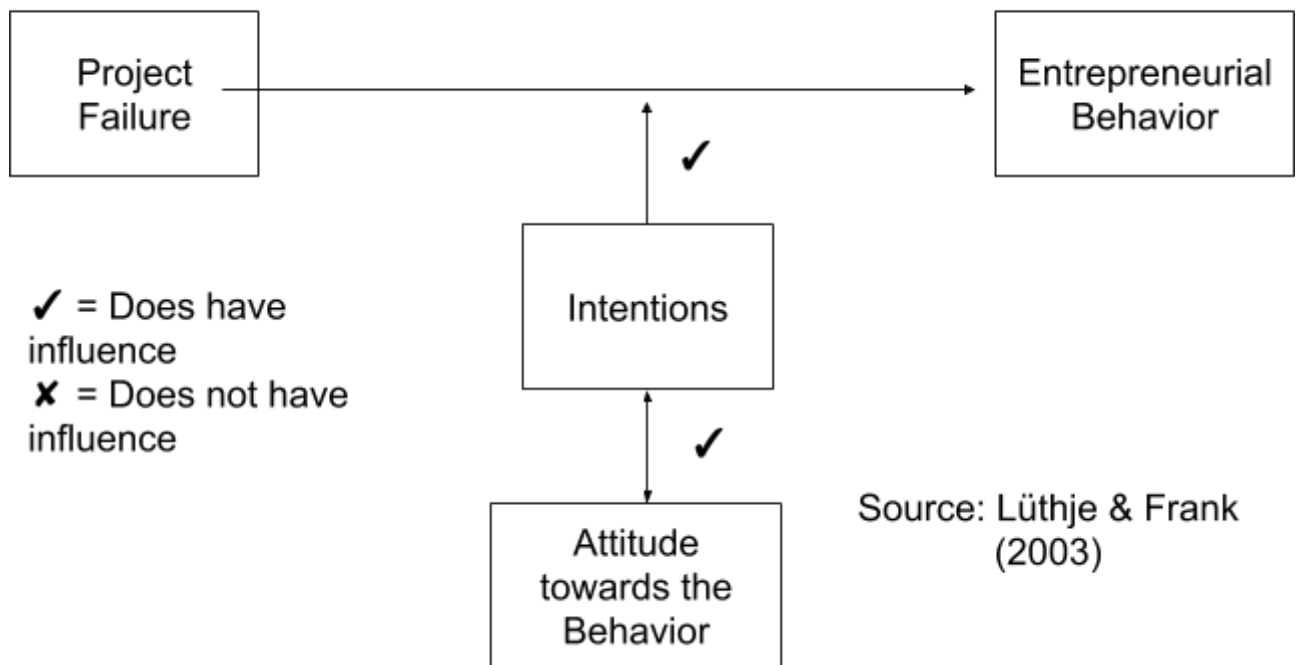 Project
Failure
Entrepreneurial
Behavior
✓
Intentions
✓ = Does have
influence
✘ = Does not have
influence
✓
Attitude
towards the
Behavior
Source: Lüthje & Frank
(2003)